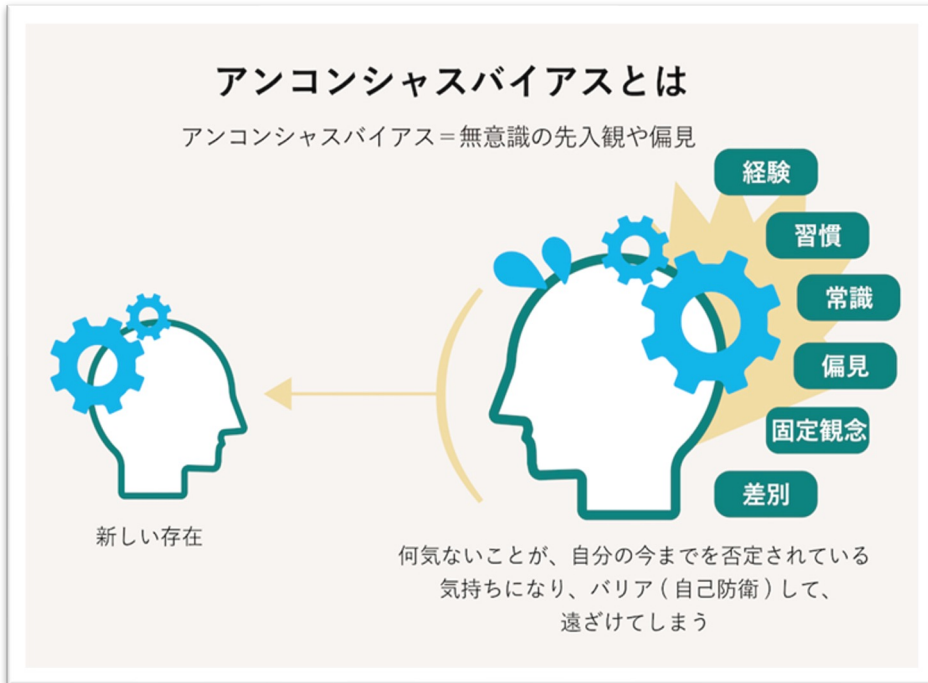 アンコンシャスバイアスとは
アンコンシャスバイアス＝無意識の先入観や偏見
経験
習慣
常識
偏見
固定観念
差別
新しい存在
何気ないことが、自分の今までを否定されている
気持ちになり、バリア(自己防衛)して、
遠ざけてしまう